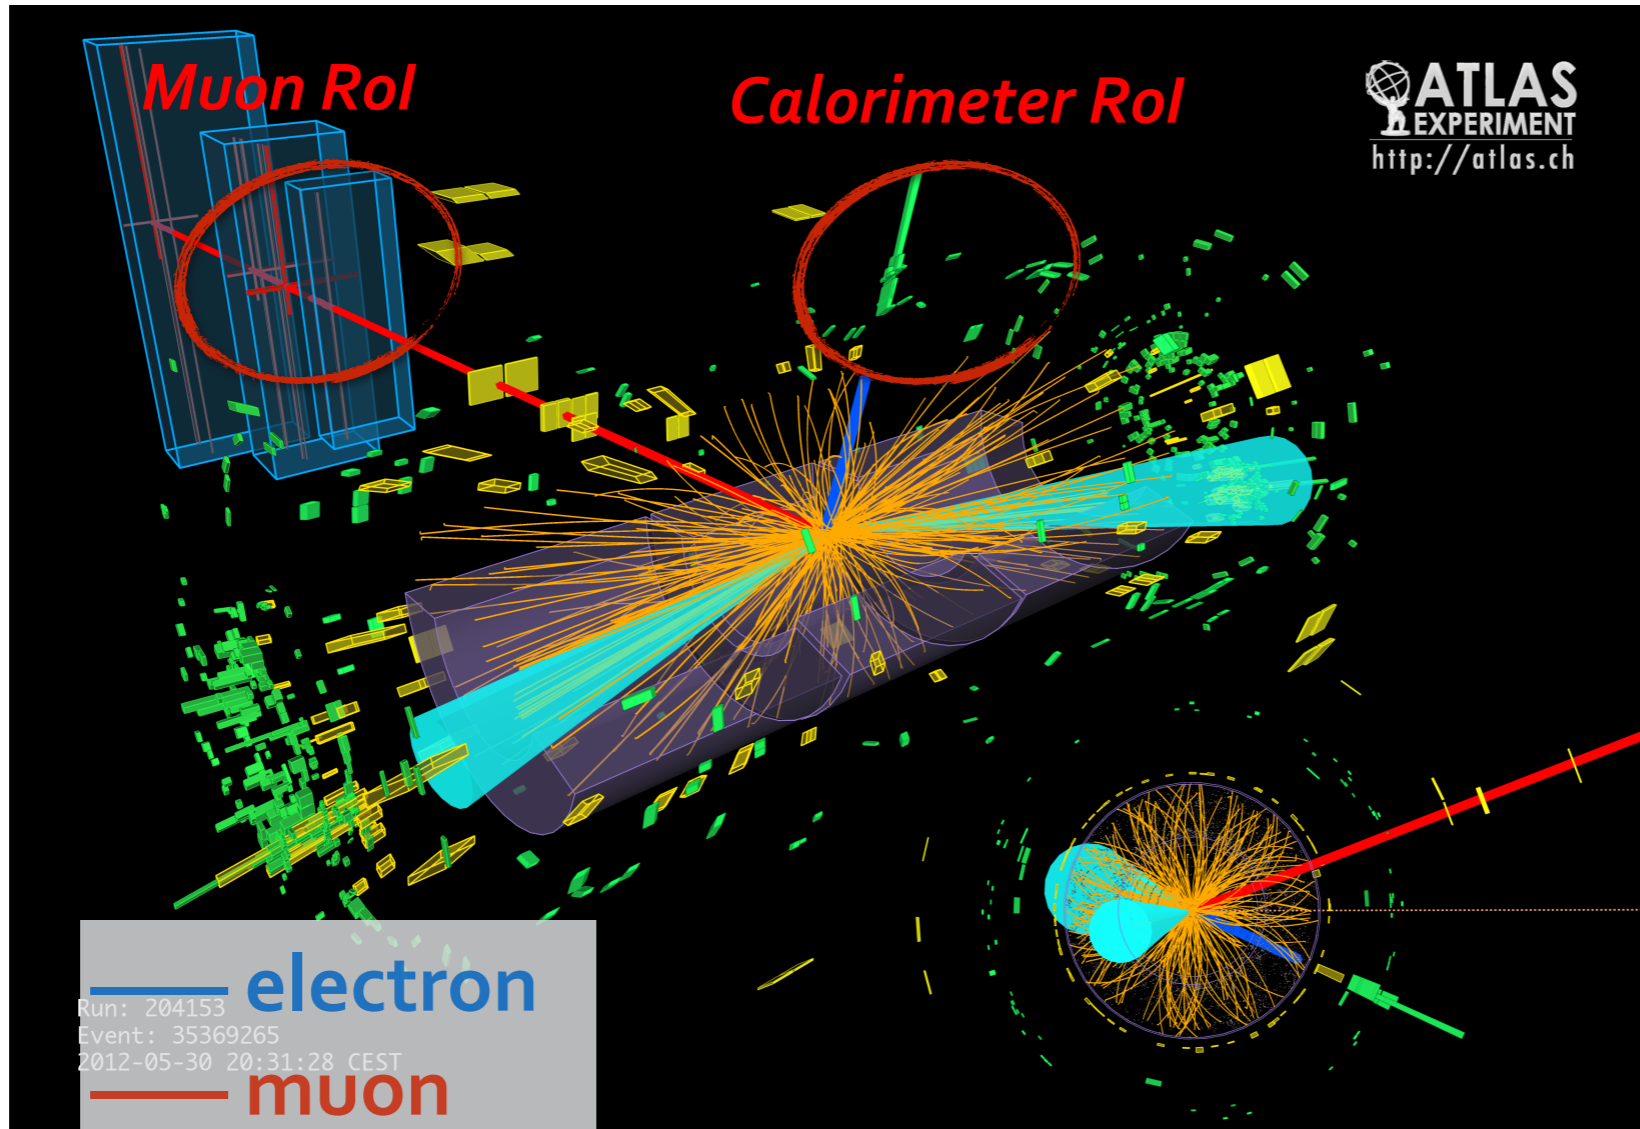 Muon RoI
Calorimeter RoI
ATLAS
EXPERIMENT
http://atlas.ch
electron
Run: 204153
Event: 35369265
2012-05-30 20:31:28 CEST
muon